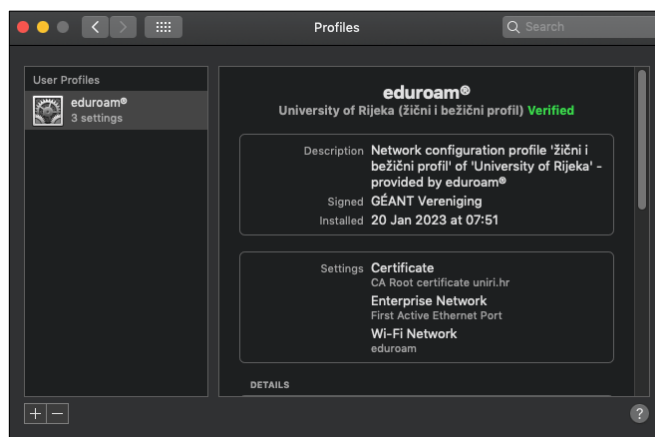 Profiles
Search
User Profiles
eduroam®
3 settings
eduroam®
University of Rijeka (žični i bežični profil) Verified
Description Network configuration profile 'žični i
bežični profil' of 'University of Rijeka' -
provided by eduroam®
Signed GÉANT Vereniging
Installed 20 Jan 2023 at 07:51
Settings Certificate
CA Root certificate uniri.hr
Enterprise Network
First Active Ethernet Port
Wi-Fi Network
eduroam
DETAILS